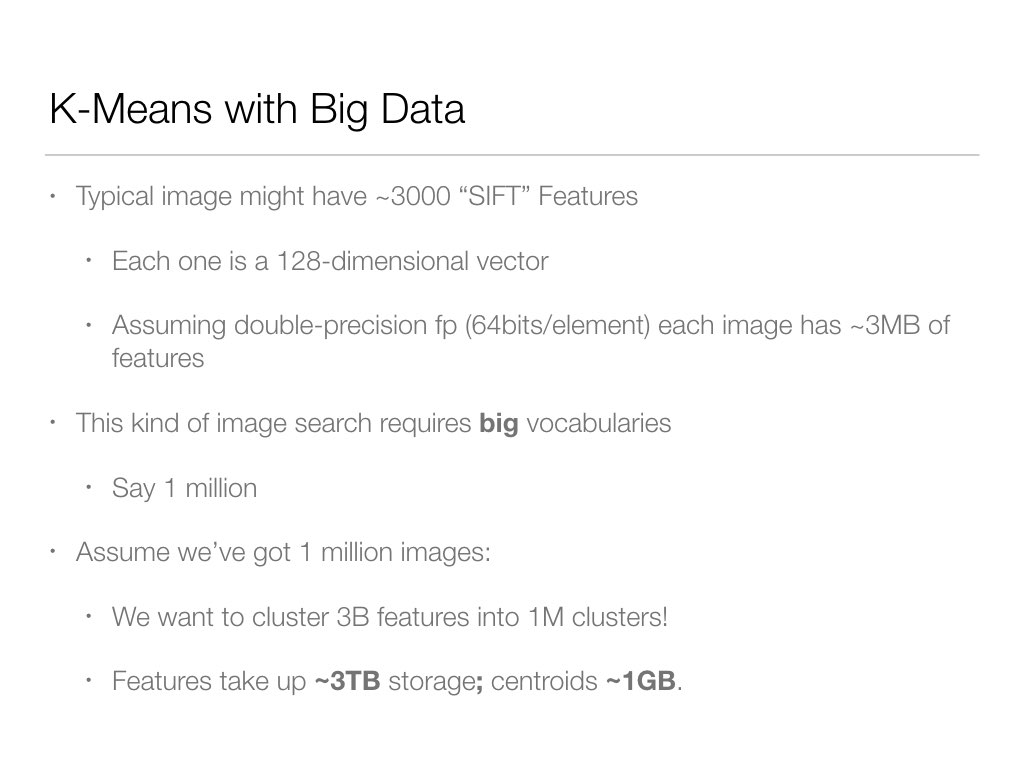 K-Means with Big Data
• Typical image might have ~3000 “SIFT” Features
• Each one is a 128-dimensional vector
• Assuming double-precision fp (64bits/element) each image has ~3MB of
features
• This kind of image search requires big vocabularies
• Say 1 million
• Assume we’ve got 1 million images:
• We want to cluster 3B features into 1M clusters!
• Features take up ~3TB storage; centroids ~1GB.